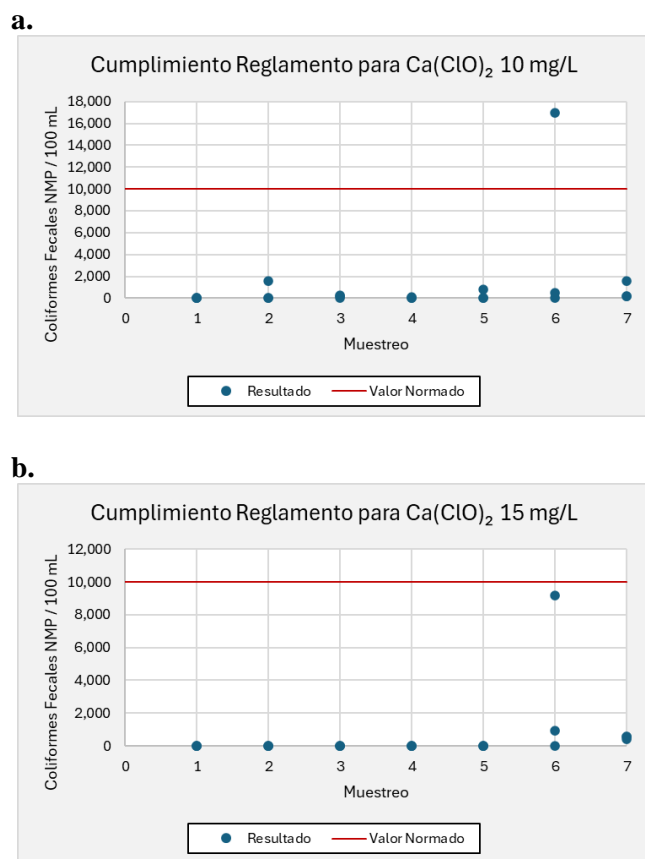 a.
Cumplimiento Reglamento para Ca(ClO)₂ 10 mg/L
Coliformes Fecales NMP / 100 mL
18,000
16,000
14,000
12,000
10,000
8,000
6,000
4,000
2,000
0
0 1 2 3 4 5 6 7
Muestreo
Resultado Valor Normado
b.
Cumplimiento Reglamento para Ca(ClO)₂ 15 mg/L
Coliformes Fecales NMP / 100 mL
12,000
10,000
8,000
6,000
4,000
2,000
0
0 1 2 3 4 5 6 7
Muestreo
Resultado Valor Normado